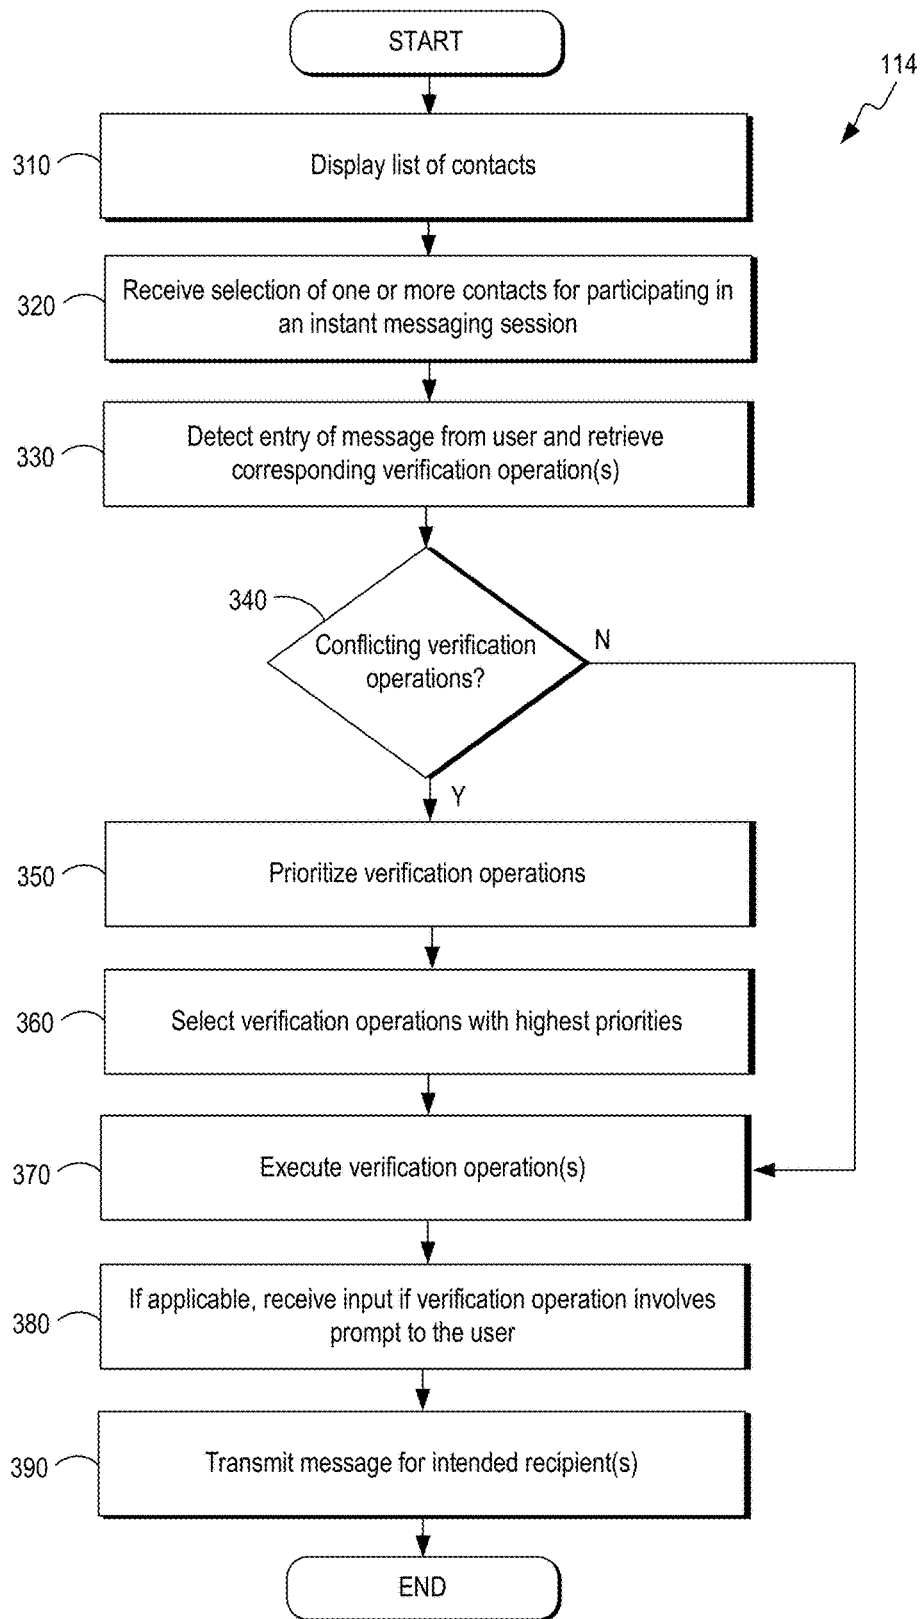 START
114
310
Display list of contacts
320
Receive selection of one or more contacts for participating in
an instant messaging session
330
Detect entry of message from user and retrieve
corresponding verification operation(s)
340
Conflicting verification
operations?
N
Y
350
Prioritize verification operations
360
Select verification operations with highest priorities
370
Execute verification operation(s)
380
If applicable, receive input if verification operation involves
prompt to the user
390
Transmit message for intended recipient(s)
END